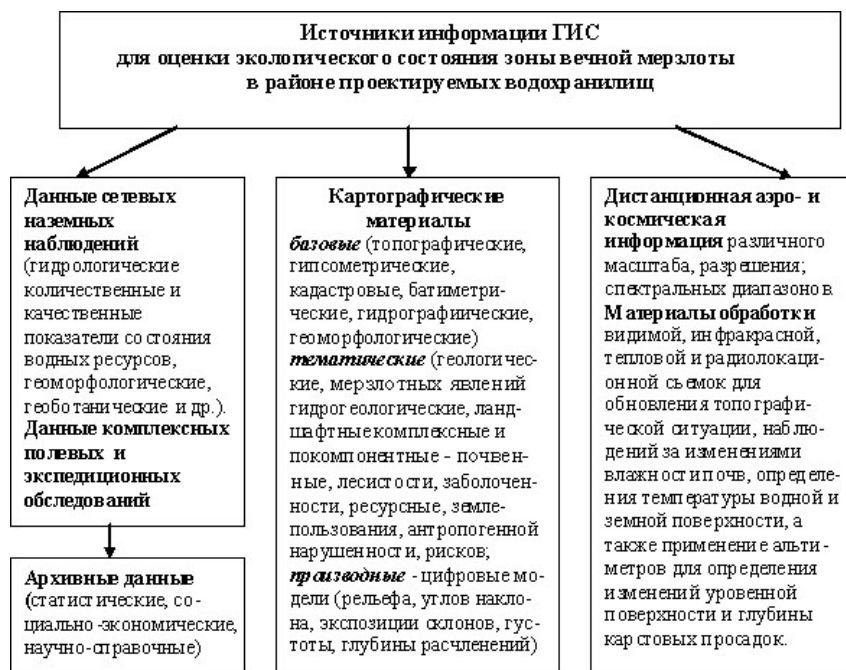 Источники информации ГИС
для оценки экологического состояния зоны вечной мерзлоты
в районе проектируемых водохранилищ
Данные сетевых
наземных
наблюдений
(гидрологические
количественные и
качественные
показатели состояния
водных ресурсов,
геоморфологические,
геоботанические и др.).
Данные комплексных
полевых и
экспедиционных
обследований
Архивные данные
(статистические, со-
циально-экономические,
научно-справочные)
Картографические
материалы
базовые (топографические,
гипсометрические,
кадастровые, батиметри-
ческие, гидрографиические,
геоморфологические)
тематические (геологичес-
кие, мерзлотных явлений
гидрогеологические, ланд-
шафтные комплексные и
покомпонентные - почвен-
ные, лесистости, заболочен-
ности, ресурсные, земле-
пользования, антропогенной
нарушенности, рисков;
производные - цифровые мо-
дели (рельефа, углов накло-
на, экспозиции склонов, гус-
тоты, глубины расчленений)
Дистанционная аэро- и
космическая
информация различного
масштаба, разрешения;
спектральных диапазонов.
Материалы обработки
видимой, инфракрасной,
тепловой и радиолокаци-
онной сьемок для
обновления топографи-
ческой ситуации, наблю-
дений за изменениями
влажности почв, определе-
ния температуры водной и
земной поверхности, а
также применение альти-
метров для определения
изменений уровенной
поверхности и глубины
карстовых просадок.